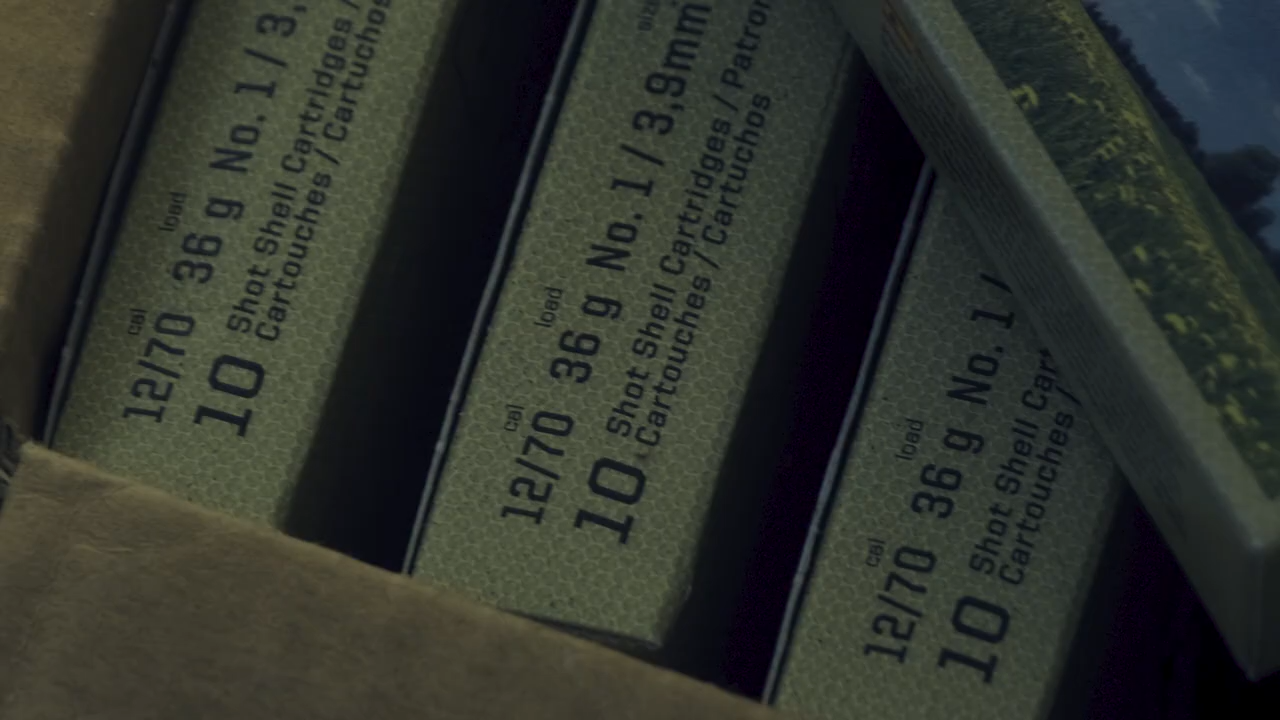 cal load
12/70 36 g No. 1 / 3,
10 Shot Shell Cartridges /
Cartouches / Cartuchos
cal load size
12/70 36 g No. 1 / 3,9mm
10 Shot Shell Cartridges / Patron
Cartouches / Cartuchos
cal load
12/70 36 g No. 1 /
10 Shot Shell Cart
Cartouches /